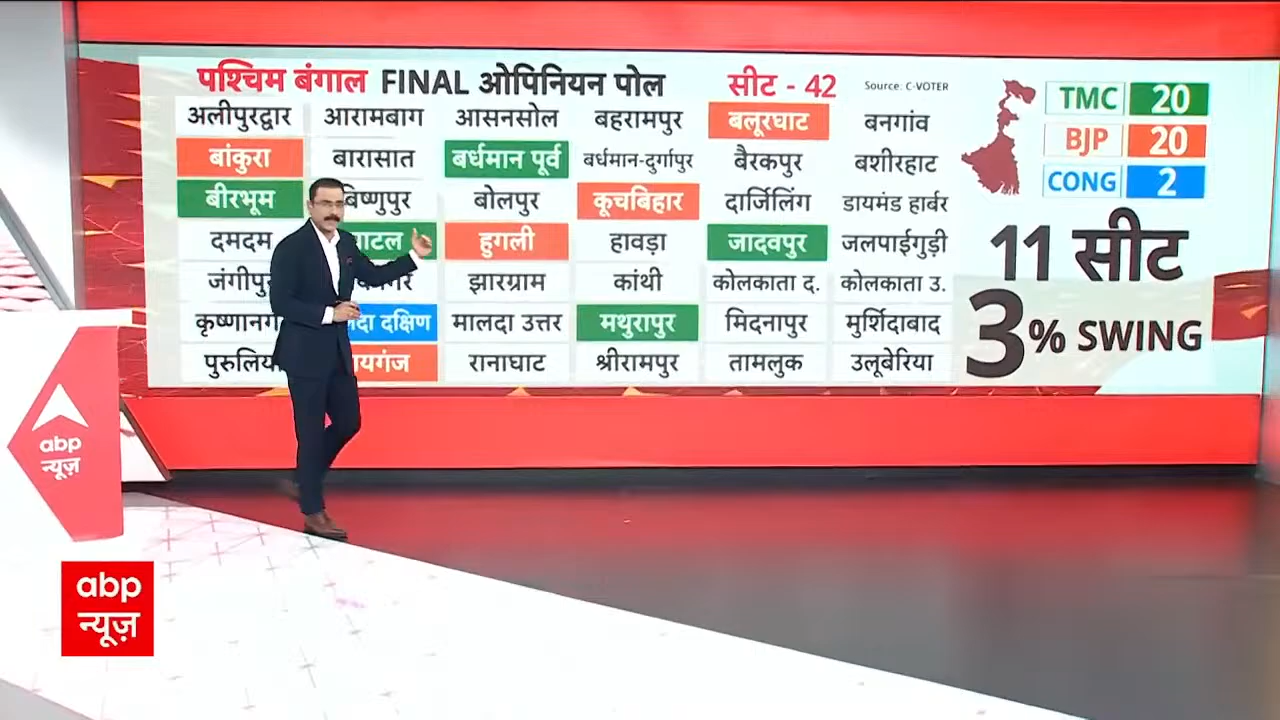 पश्चिम बंगाल FINAL ओपिनियन पोल सीट - 42 Source: C-VOTER
अलीपुरद्वार आरामबाग आसनसोल बहरामपुर बलूरघाट बनगांव
बांकुरा बारासात बर्धमान पूर्व बर्धमान-दुर्गापुर बैरकपुर बशीरहाट
बीरभूम बिष्णुपुर बोलपुर कूचबिहार दार्जिलिंग डायमंड हार्वर
दमदम हुगली हावड़ा जादवपुर जलपाईगुड़ी
झारग्राम कांथी कोलकाता द. कोलकाता उ.
दक्षिण मालदा उत्तर मथुरापुर मिदनापुर मुर्शिदाबाद
रानाघाट श्रीरामपुर तामलुक उलूबेरिया
TMC 20
BJP 20
CONG 2
11 सीट
3% SWING
abp
न्यूज़
abp
न्यूज़